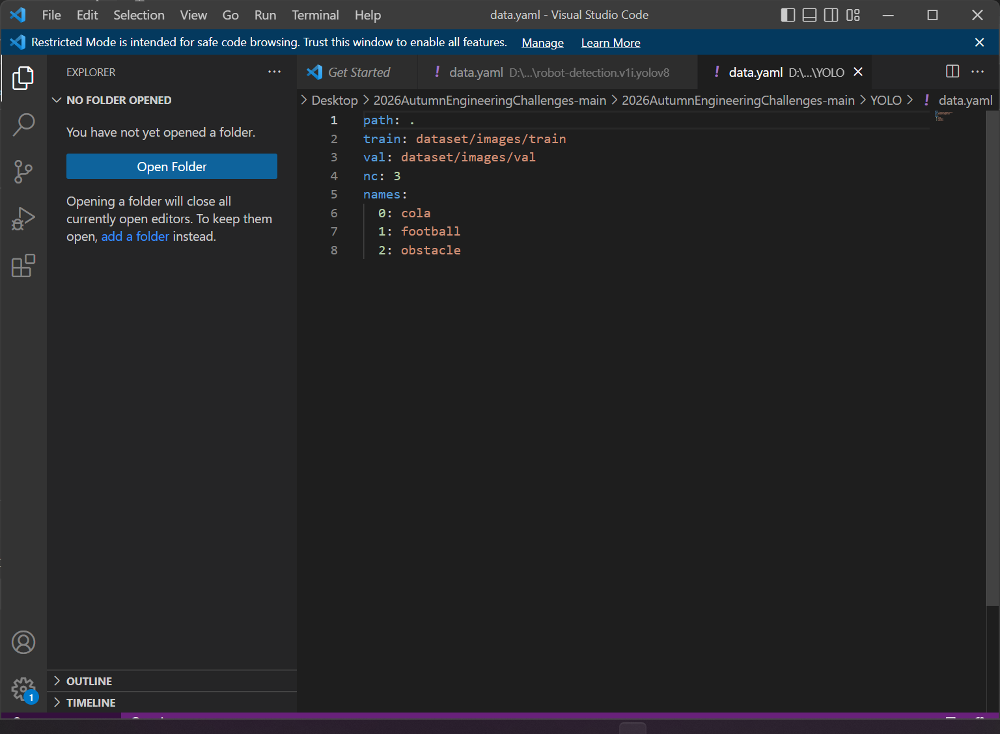 File Edit Selection View Go Run Terminal Help data.yaml - Visual Studio Code
Restricted Mode is intended for safe code browsing. Trust this window to enable all features. Manage Learn More
EXPLORER
NO FOLDER OPENED
You have not yet opened a folder.
Open Folder
Opening a folder will close all
currently open editors. To keep them
open, add a folder instead.
OUTLINE
TIMELINE
1
Get Started ! data.yaml D:\...\robot-detection.v1i.yolov8 ! data.yaml D:\...\YOLO
> Desktop > 2026AutumnEngineeringChallenges-main > 2026AutumnEngineeringChallenges-main > YOLO > ! data.yaml
1 path: .
2 train: dataset/images/train
3 val: dataset/images/val
4 nc: 3
5 names:
6 0: cola
7 1: football
8 2: obstacle